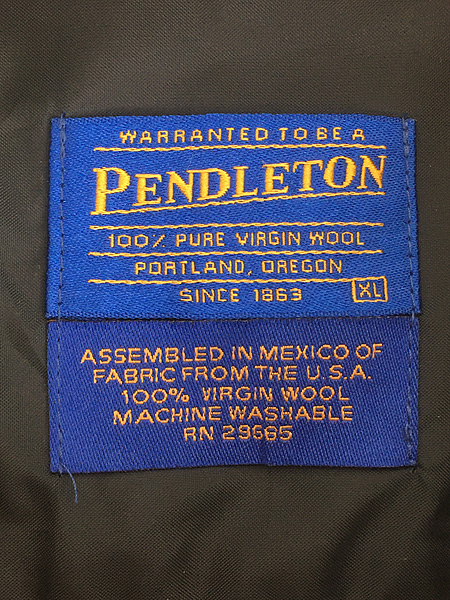 WARRANTED TO BE A
PENDLETON
100% PURE VIRGIN WOOL
PORTLAND, OREGON
SINCE 1863
XL
ASSEMBLED IN MEXICO OF
FABRIC FROM THE U.S.A.
100% VIRGIN WOOL
MACHINE WASHABLE
RN 29685